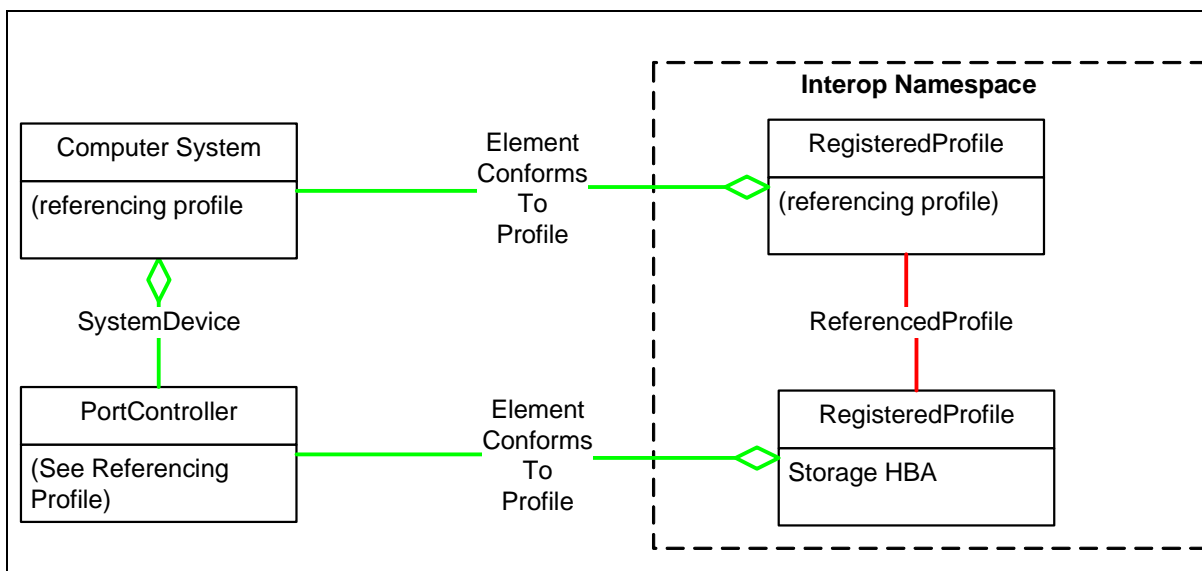 Interop Namespace
Computer System
(referencing profile
Element
Conforms
To
Profile
RegisteredProfile
(referencing profile)
SystemDevice
ReferencedProfile
PortController
(See Referencing
Profile)
Element
Conforms
To
Profile
RegisteredProfile
Storage HBA